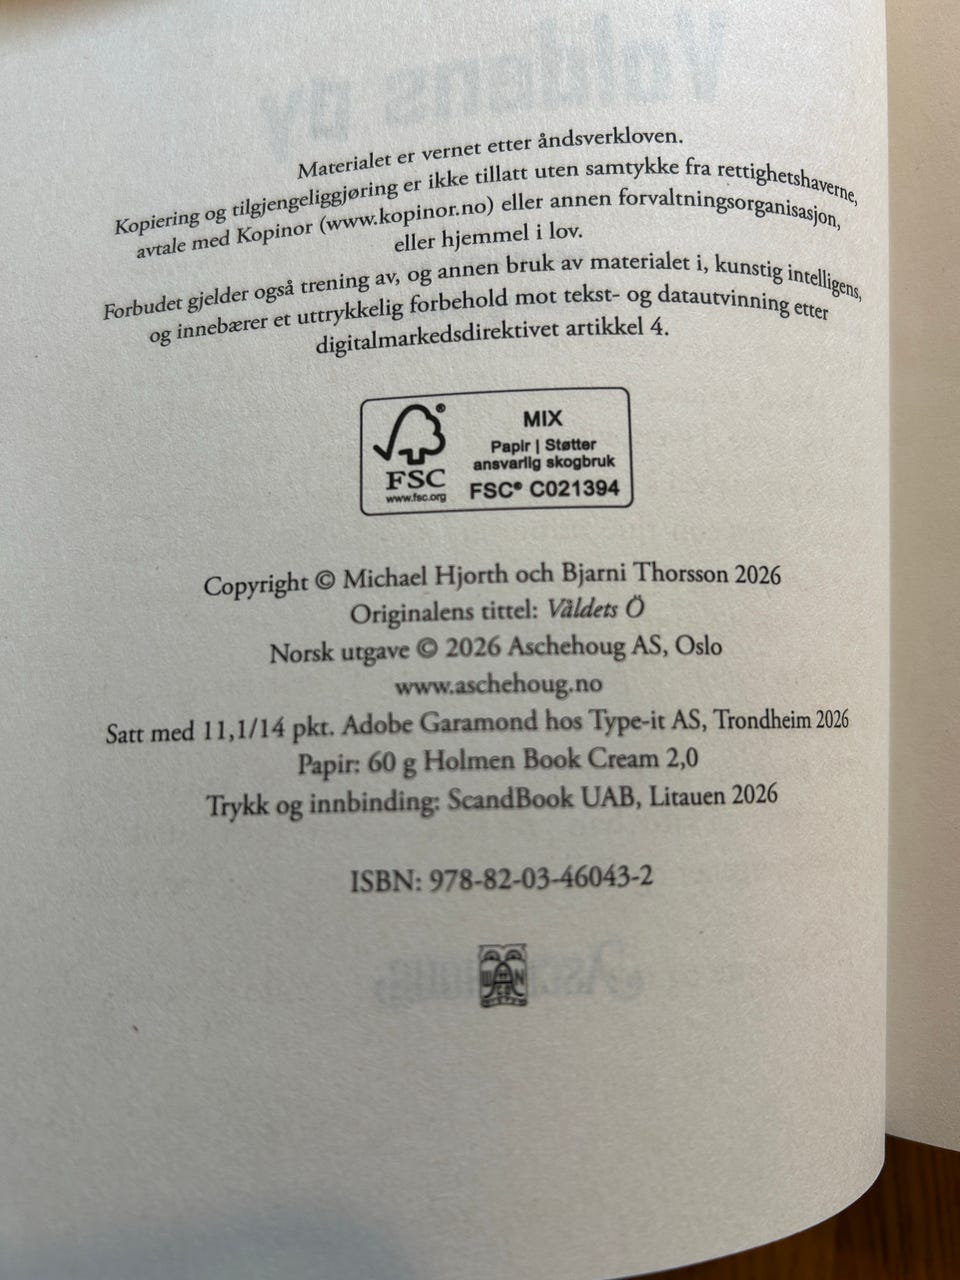 Voldens øy
Materialet er vernet etter åndsverkloven.
Kopiering og tilgjengeliggjøring er ikke tillatt uten samtykke fra rettighetshaverne,
avtale med Kopinor (www.kopinor.no) eller annen forvaltningsorganisasjon,
eller hjemmel i lov.
Forbudet gjelder også trening av, og annen bruk av materialet i, kunstig intelligens,
og innebærer et uttrykkelig forbehold mot tekst- og datautvinning etter
digitalmarkedsdirektivet artikkel 4.
FSC
www.fsc.org
MIX
Papir | Støtter
ansvarlig skogbruk
FSC® C021394
Copyright © Michael Hjorth och Bjarni Thorsson 2026
Originalens tittel: Våldets Ö
Norsk utgave © 2026 Aschehoug AS, Oslo
www.aschehoug.no
Satt med 11,1/14 pkt. Adobe Garamond hos Type-it AS, Trondheim 2026
Papir: 60 g Holmen Book Cream 2,0
Trykk og innbinding: ScandBook UAB, Litauen 2026
ISBN: 978-82-03-46043-2